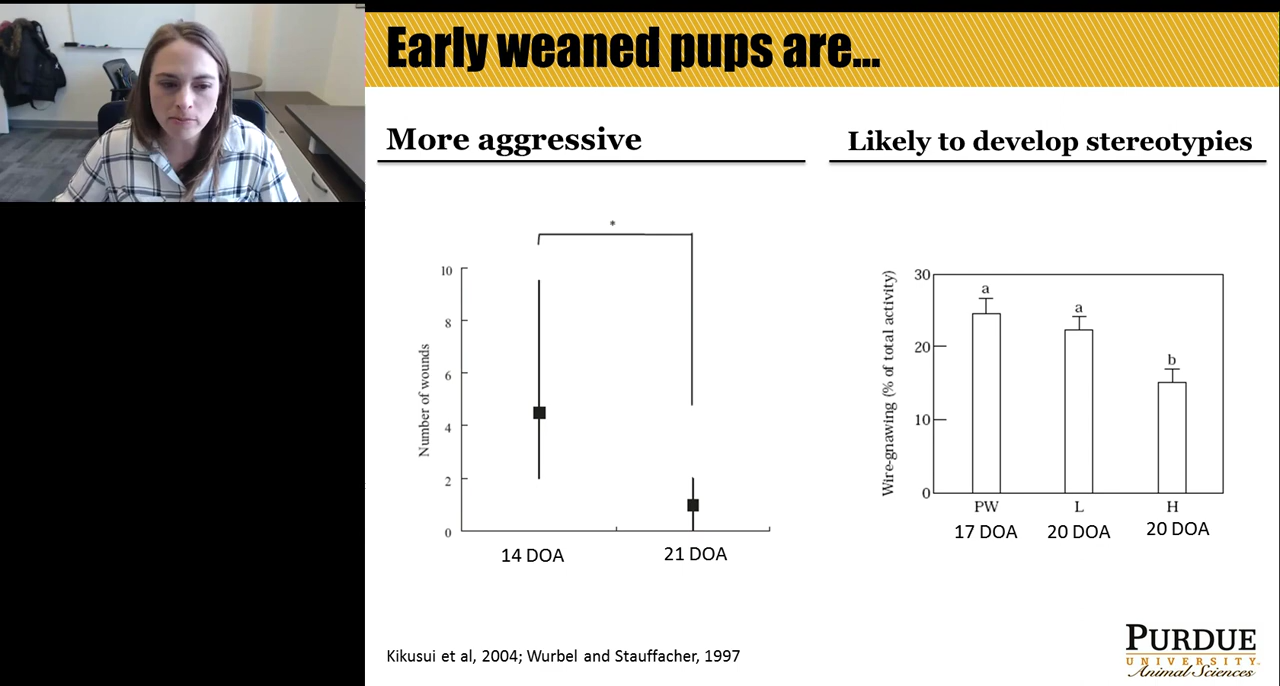 Early weaned pups are...
More aggressive
Likely to develop stereotypies
*
Number of wounds
10
8
6
4
2
0
14 DOA
21 DOA
Wire-gnawing (% of total activity)
30
20
10
0
a
a
b
PW
L
H
17 DOA
20 DOA
20 DOA
Kikusui et al, 2004; Wurbel and Stauffacher, 1997
PURDUE
UNIVERSITY
Animal Sciences